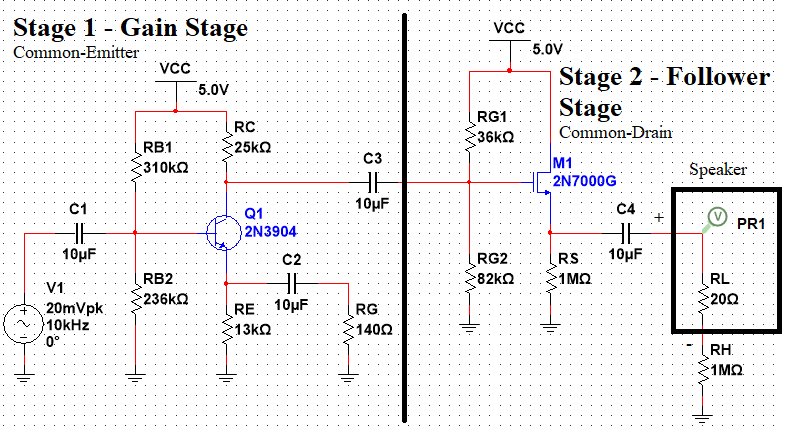 Stage 1 - Gain Stage
Common-Emitter
VCC
5.0V
RB1
310kΩ
RC
25kΩ
C1
10µF
Q1
2N3904
C2
10µF
V1
20mVpk
10kHz
0°
RB2
236kΩ
RE
13kΩ
RG
140Ω
C3
10µF
VCC
5.0V
Stage 2 - Follower
Stage
Common-Drain
RG1
36kΩ
M1
2N7000G
RG2
82kΩ
RS
1MΩ
C4
10µF
Speaker
+
V
PR1
RL
20Ω
-
RH
1MΩ